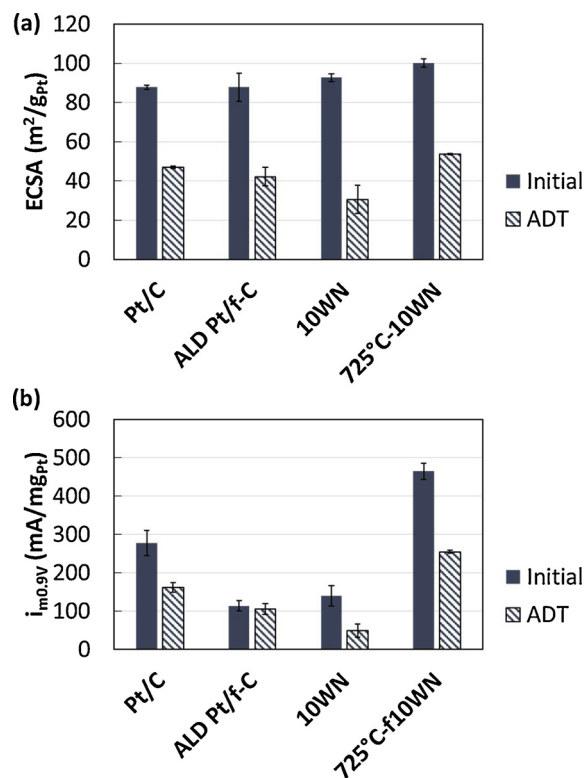 (a)
ECSA (m²/gPt)
120
100
80
60
40
20
0
Initial
ADT
Pt/C
ALD Pt/f-C
10WN
725°C-10WN
(b)
im0.9V (mA/mgPt)
600
500
400
300
200
100
0
Initial
ADT
Pt/C
ALD Pt/f-C
10WN
725°C-f10WN